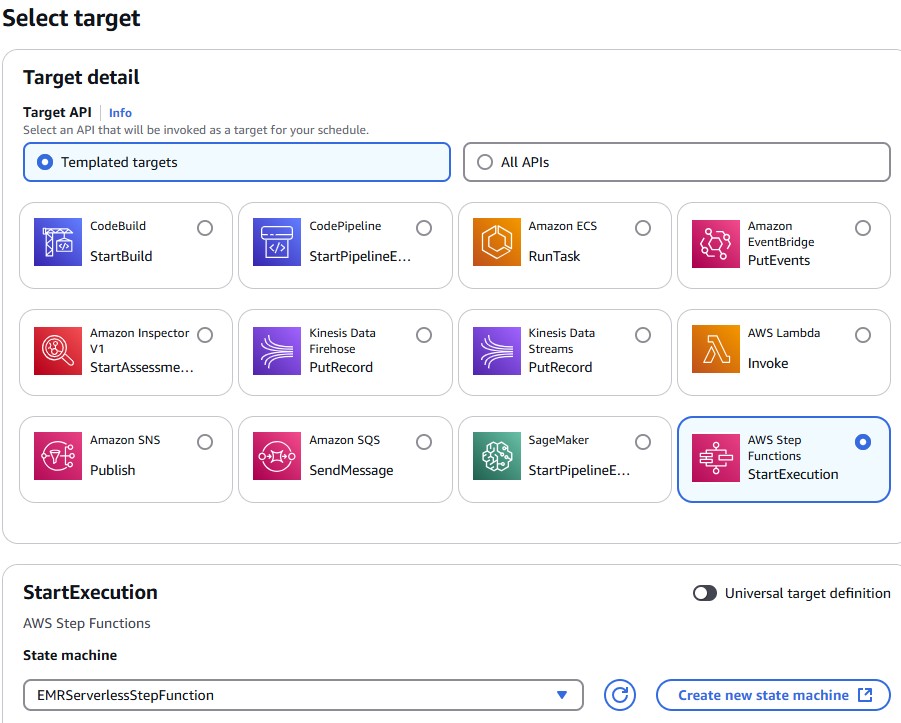 Select target
Target detail
Target API
Info
Select an API that will be invoked as a target for your schedule.
Templated targets
All APIs
CodeBuild
StartBuild
CodePipeline
StartPipelineE...
Amazon ECS
RunTask
Amazon
EventBridge
PutEvents
Amazon Inspector
V1
StartAssessme...
Kinesis Data
Firehose
PutRecord
Kinesis Data
Streams
PutRecord
AWS Lambda
Invoke
Amazon SNS
Publish
Amazon SQS
SendMessage
SageMaker
StartPipelineE...
AWS Step
Functions
StartExecution
StartExecution
Universal target definition
AWS Step Functions
State machine
EMRServerlessStepFunction
Create new state machine